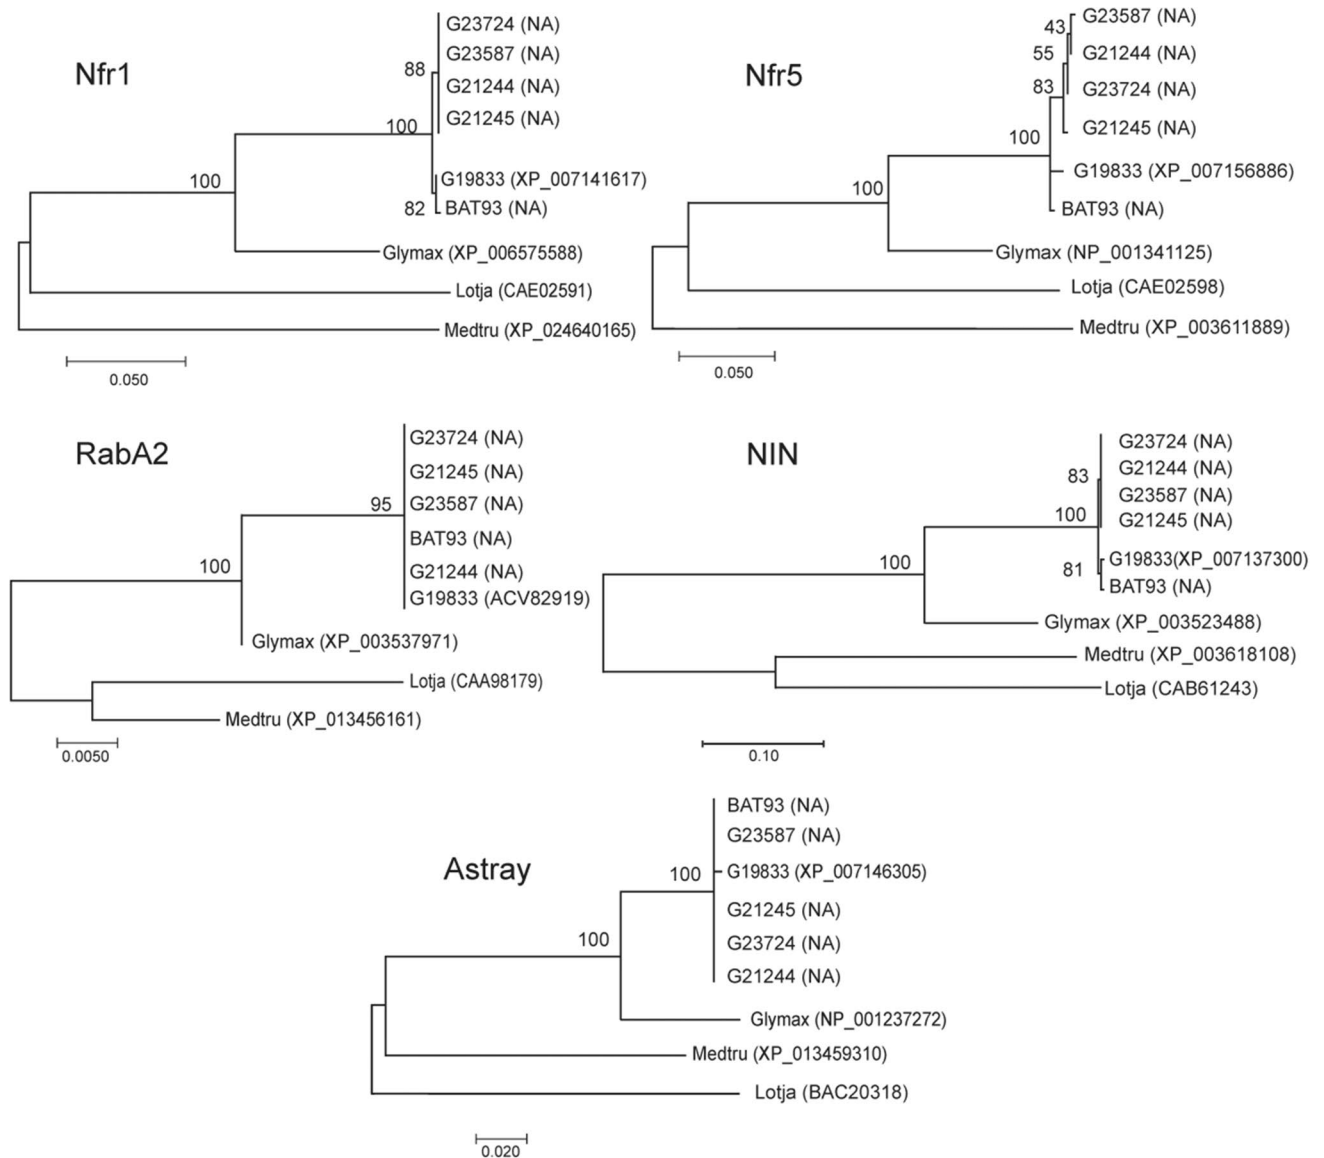 Nfr1
G23724 (NA)
G23587 (NA)
88
G21244 (NA)
G21245 (NA)
100
100
G19833 (XP_007141617)
82
BAT93 (NA)
Glymax (XP_006575588)
Lotja (CAE02591)
Medtru (XP_024640165)
0.050
Nfr5
G23587 (NA)
43
55
G21244 (NA)
83
G23724 (NA)
G21245 (NA)
100
G19833 (XP_007156886)
100
BAT93 (NA)
Glymax (NP_001341125)
Lotja (CAE02598)
Medtru (XP_003611889)
0.050
RabA2
G23724 (NA)
G21245 (NA)
95
G23587 (NA)
BAT93 (NA)
100
G21244 (NA)
G19833 (ACV82919)
Glymax (XP_003537971)
Lotja (CAA98179)
Medtru (XP_013456161)
0.0050
NIN
G23724 (NA)
83
G21244 (NA)
G23587 (NA)
100
G21245 (NA)
100
G19833(XP_007137300)
81
BAT93 (NA)
Glymax (XP_003523488)
Medtru (XP_003618108)
Lotja (CAB61243)
0.10
Astray
BAT93 (NA)
G23587 (NA)
100
G19833 (XP_007146305)
G21245 (NA)
100
G23724 (NA)
G21244 (NA)
Glymax (NP_001237272)
Medtru (XP_013459310)
Lotja (BAC20318)
0.020